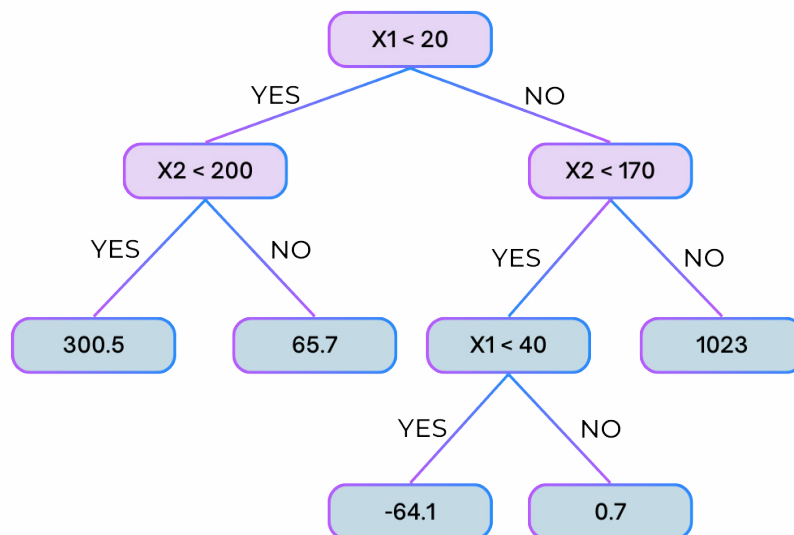 X1 < 20
YES
NO
X2 < 200
X2 < 170
YES
NO
YES
NO
300.5
65.7
X1 < 40
1023
YES
NO
-64.1
0.7